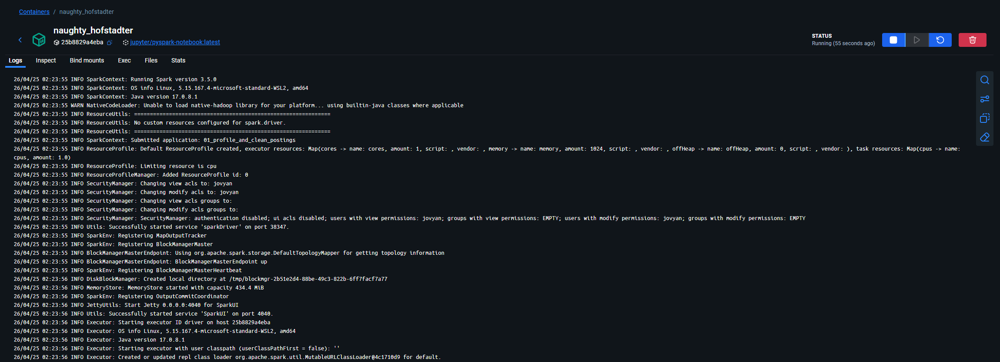 Containers / naughty_hofstadter
naughty_hofstadter
25b8829a4eba jupyter/pyspark-notebook:latest
STATUS
Running (55 seconds ago)
Logs Inspect Bind mounts Exec Files Stats
26/04/25 02:23:55 INFO SparkContext: Running Spark version 3.5.0
26/04/25 02:23:55 INFO SparkContext: OS info Linux, 5.15.167.4-microsoft-standard-WSL2, amd64
26/04/25 02:23:55 INFO SparkContext: Java version 17.0.8.1
26/04/25 02:23:55 WARN NativeCodeLoader: Unable to load native-hadoop library for your platform... using builtin-java classes where applicable
26/04/25 02:23:55 INFO ResourceUtils: ==============================================================
26/04/25 02:23:55 INFO ResourceUtils: No custom resources configured for spark.driver.
26/04/25 02:23:55 INFO ResourceUtils: ==============================================================
26/04/25 02:23:55 INFO SparkContext: Submitted application: 01_profile_and_clean_postings
26/04/25 02:23:55 INFO ResourceProfile: Default ResourceProfile created, executor resources: Map(cores -> name: cores, amount: 1, script: , vendor: , memory -> name: memory, amount: 1024, script: , vendor: , offHeap -> name: offHeap, amount: 0, script: , vendor: ), task resources: Map(cpus -> name:
cpus, amount: 1.0)
26/04/25 02:23:55 INFO ResourceProfile: Limiting resource is cpu
26/04/25 02:23:55 INFO ResourceProfileManager: Added ResourceProfile id: 0
26/04/25 02:23:55 INFO SecurityManager: Changing view acls to: jovyan
26/04/25 02:23:55 INFO SecurityManager: Changing modify acls to: jovyan
26/04/25 02:23:55 INFO SecurityManager: Changing view acls groups to:
26/04/25 02:23:55 INFO SecurityManager: Changing modify acls groups to:
26/04/25 02:23:55 INFO SecurityManager: SecurityManager: authentication disabled; ui acls disabled; users with view permissions: jovyan; groups with view permissions: EMPTY; users with modify permissions: jovyan; groups with modify permissions: EMPTY
26/04/25 02:23:55 INFO Utils: Successfully started service 'sparkDriver' on port 38347.
26/04/25 02:23:55 INFO SparkEnv: Registering MapOutputTracker
26/04/25 02:23:55 INFO SparkEnv: Registering BlockManagerMaster
26/04/25 02:23:55 INFO BlockManagerMasterEndpoint: Using org.apache.spark.storage.DefaultTopologyMapper for getting topology information
26/04/25 02:23:55 INFO BlockManagerMasterEndpoint: BlockManagerMasterEndpoint up
26/04/25 02:23:55 INFO SparkEnv: Registering BlockManagerMasterHeartbeat
26/04/25 02:23:56 INFO DiskBlockManager: Created local directory at /tmp/blockmgr-2b51e2d4-88be-49c3-822b-6ff7facf7a77
26/04/25 02:23:56 INFO MemoryStore: MemoryStore started with capacity 434.4 MiB
26/04/25 02:23:56 INFO SparkEnv: Registering OutputCommitCoordinator
26/04/25 02:23:56 INFO JettyUtils: Start Jetty 0.0.0.0:4040 for SparkUI
26/04/25 02:23:56 INFO Utils: Successfully started service 'SparkUI' on port 4040.
26/04/25 02:23:56 INFO Executor: Starting executor ID driver on host 25b8829a4eba
26/04/25 02:23:56 INFO Executor: OS info Linux, 5.15.167.4-microsoft-standard-WSL2, amd64
26/04/25 02:23:56 INFO Executor: Java version 17.0.8.1
26/04/25 02:23:56 INFO Executor: Starting executor with user classpath (userClassPathFirst = false): ''
26/04/25 02:23:56 INFO Executor: Created or updated repl class loader org.apache.spark.util.MutableURLClassLoader@4c1710d9 for default.